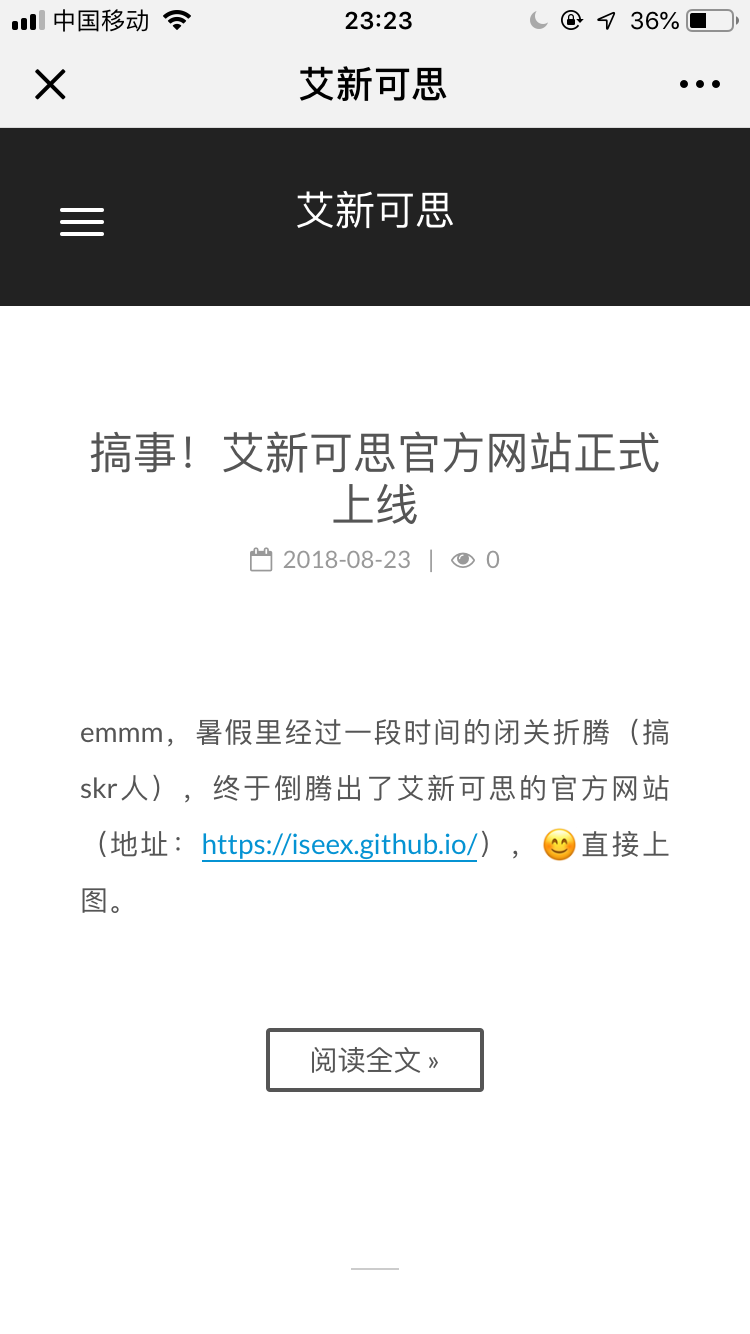 中国移动 23:23 36%
艾新可思
艾新可思
搞事！艾新可思官方网站正式
上线
2018-08-23 | 0
emmm，暑假里经过一段时间的闭关折腾（搞
skr人），终于倒腾出了艾新可思的官方网站
（地址：https://iseex.github.io/），😊直接上
图。
阅读全文 »